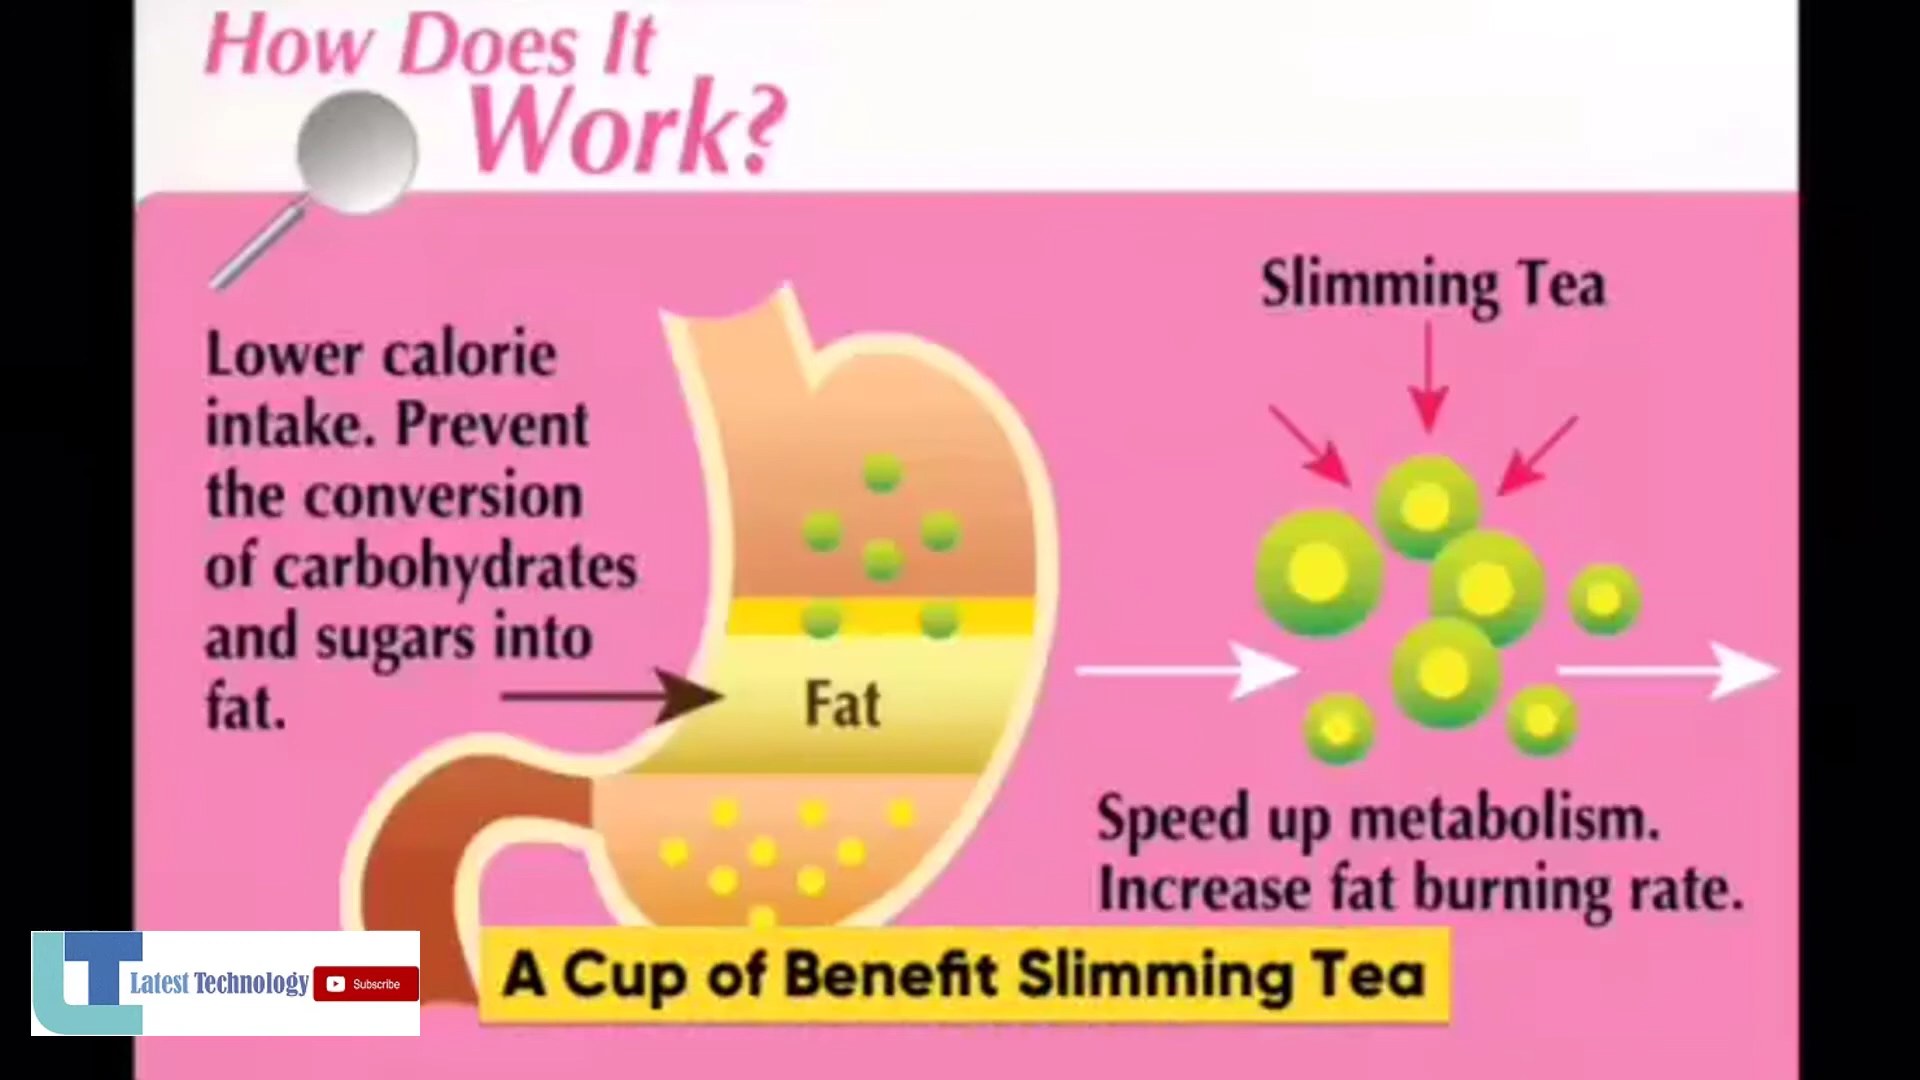 How Does It
Work?
Slimming Tea
Lower calorie
intake. Prevent
the conversion
of carbohydrates
and sugars into
fat.
Fat
Speed up metabolism.
Increase fat burning rate.
A Cup of Benefit Slimming Tea
LT Latest Technology Subscribe